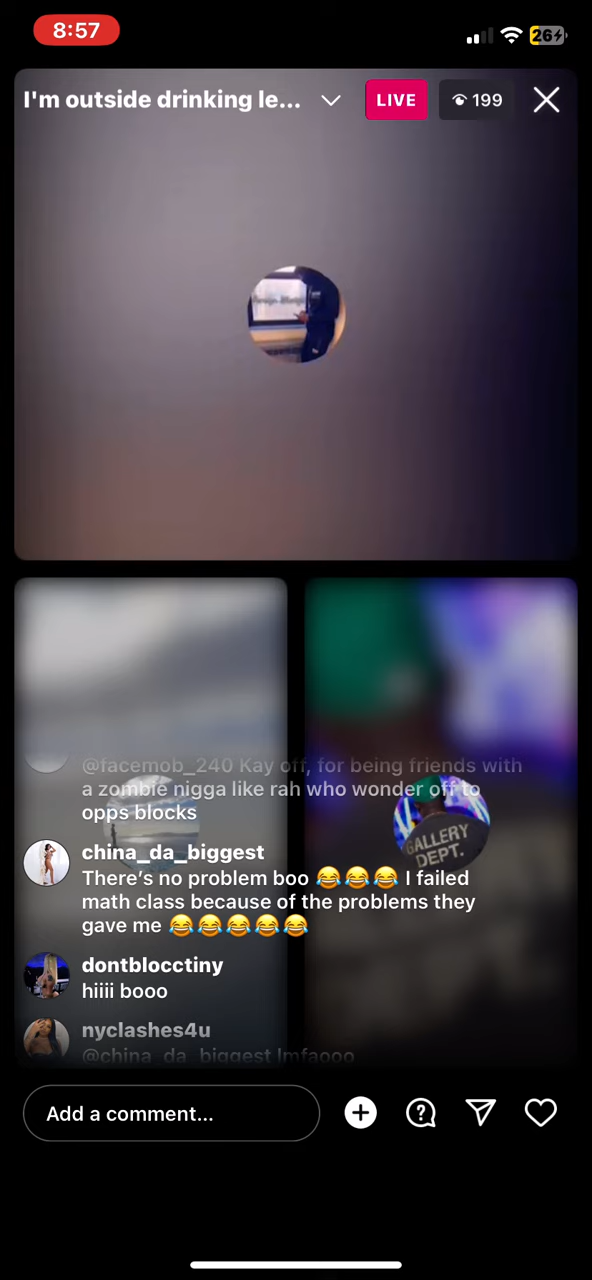 8:57
26
I'm outside drinking le...
LIVE
199
@facemob_240 Kay off, for being friends with
a zombie nigga like rah who wonder off to
opps blocks
GALLERY
DEPT.
china_da_biggest
There's no problem boo 😂😂😂 I failed
math class because of the problems they
gave me 😂😂😂😂😂
dontblocctiny
hiiii booo
nyclashes4u
@china_da_biggest lmfaooo
Add a comment...